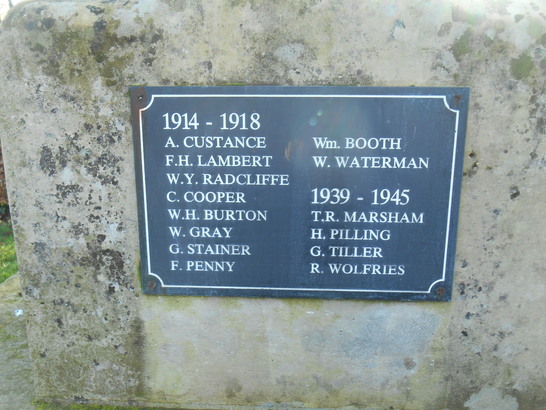 1914 - 1918
A. CUSTANCE
F.H. LAMBERT
W.Y. RADCLIFFE
C. COOPER
W.H. BURTON
W. GRAY
G. STAINER
F. PENNY
Wm. BOOTH
W. WATERMAN
1939 - 1945
T.R. MARSHAM
H. PILLING
G. TILLER
R. WOLFRIES